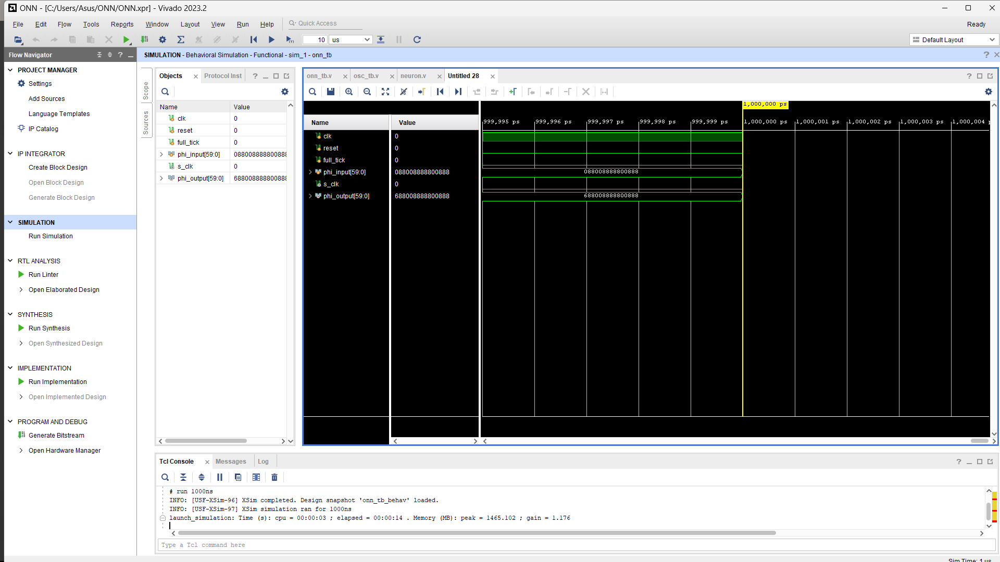 ONN - [C:/Users/Asus/ONN/ONN.xpr] - Vivado 2023.2
File Edit Flow Tools Reports Window Layout View Run Help Quick Access Ready
10 us Default Layout
Flow Navigator
SIMULATION - Behavioral Simulation - Functional - sim_1 - onn_tb
PROJECT MANAGER
Settings
Add Sources
Language Templates
IP Catalog
IP INTEGRATOR
Create Block Design
Open Block Design
Generate Block Design
SIMULATION
Run Simulation
RTL ANALYSIS
Run Linter
Open Elaborated Design
SYNTHESIS
Run Synthesis
Open Synthesized Design
IMPLEMENTATION
Run Implementation
Open Implemented Design
PROGRAM AND DEBUG
Generate Bitstream
Open Hardware Manager
Scope
Sources
Objects Protocol Inst
Name Value
clk 0
reset 0
full_tick 0
phi_input[59:0] 088008888800888
s_clk 0
phi_output[59:0] 688008888800888
onn_tb.v osc_tb.v neuron.v Untitled 28
1,000,000 ps
Name Value
999,995 ps 999,996 ps 999,997 ps 999,998 ps 999,999 ps 1,000,000 ps 1,000,001 ps 1,000,002 ps 1,000,003 ps 1,000,004
clk 0
reset 0
full_tick 0
phi_input[59:0] 088008888800888 088008888800888
s_clk 0
phi_output[59:0] 688008888800888 688008888800888
Tcl Console Messages Log
# run 1000ns
INFO: [USF-XSim-96] XSim completed. Design snapshot 'onn_tb_behav' loaded.
INFO: [USF-XSim-97] XSim simulation ran for 1000ns
launch_simulation: Time (s): cpu = 00:00:03 ; elapsed = 00:00:14 . Memory (MB): peak = 1465.102 ; gain = 1.176
Type a Tcl command here
Sim Time: 1 us